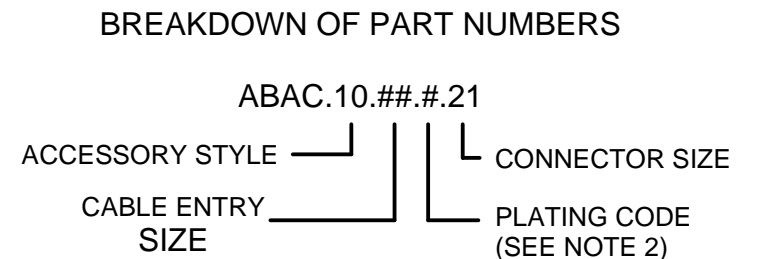 BREAKDOWN OF PART NUMBERS
ABAC.10.##.#.21
ACCESSORY STYLE
CONNECTOR SIZE
CABLE ENTRY
SIZE
PLATING CODE
(SEE NOTE 2)